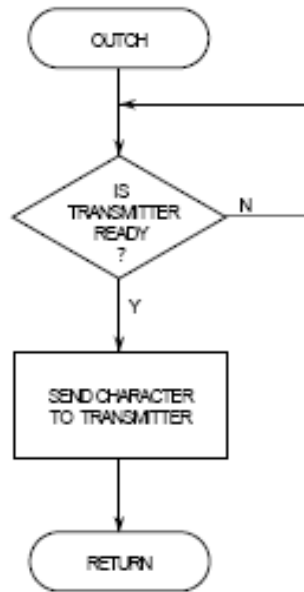 OUTCH
IS
TRANSMITTER
READY
?
N
Y
SEND CHARACTER
TO TRANSMITTER
RETURN